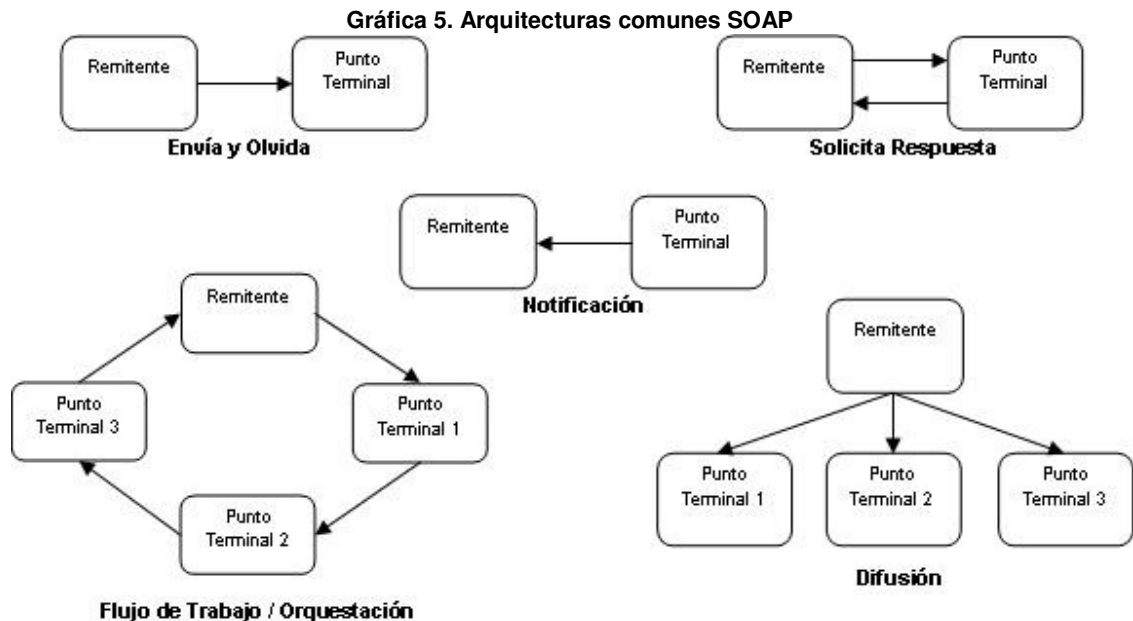 Gráfica 5. Arquitecturas comunes SOAP
Remitente
Punto
Terminal
Envía y Olvida
Remitente
Punto
Terminal
Solicita Respuesta
Remitente
Punto
Terminal
Notificación
Remitente
Punto
Terminal 3
Punto
Terminal 1
Punto
Terminal 2
Flujo de Trabajo / Orquestación
Remitente
Punto
Terminal 1
Punto
Terminal 2
Punto
Terminal 3
Difusión